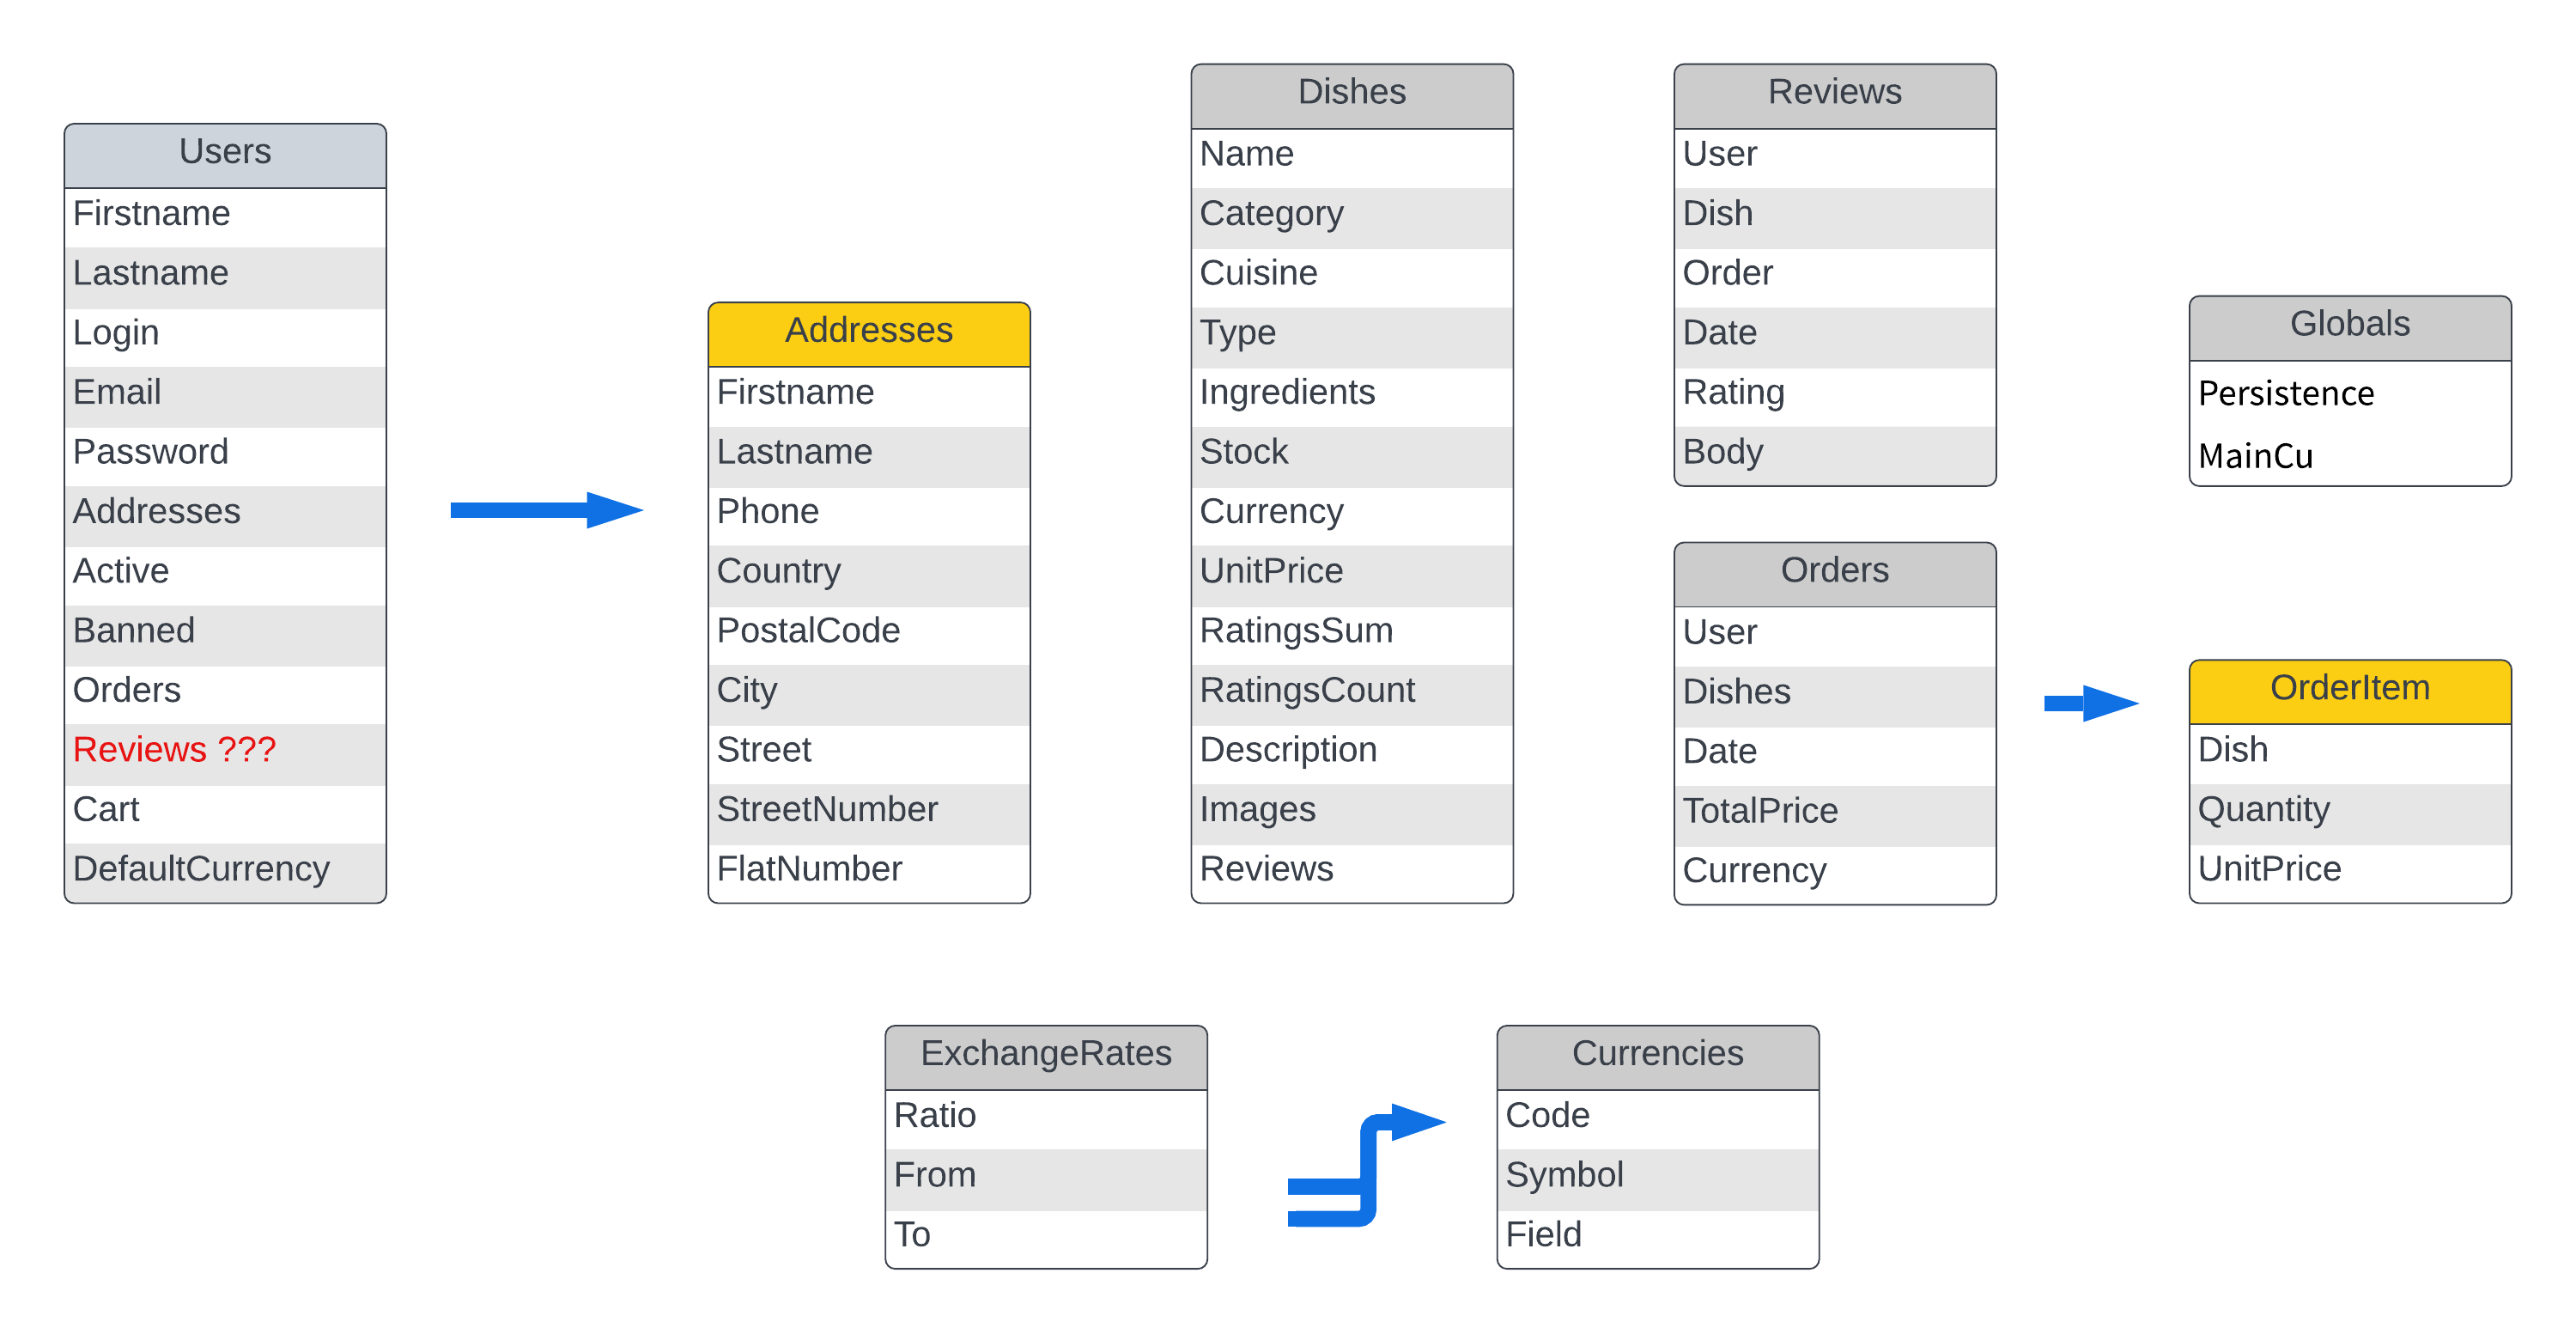 Users
Firstname
Lastname
Login
Email
Password
Addresses
Active
Banned
Orders
Reviews ???
Cart
DefaultCurrency
Addresses
Firstname
Lastname
Phone
Country
PostalCode
City
Street
StreetNumber
FlatNumber
Dishes
Name
Category
Cuisine
Type
Ingredients
Stock
Currency
UnitPrice
RatingsSum
RatingsCount
Description
Images
Reviews
Reviews
User
Dish
Order
Date
Rating
Body
Orders
User
Dishes
Date
TotalPrice
Currency
Globals
Persistence
MainCu
OrderItem
Dish
Quantity
UnitPrice
ExchangeRates
Ratio
From
To
Currencies
Code
Symbol
Field